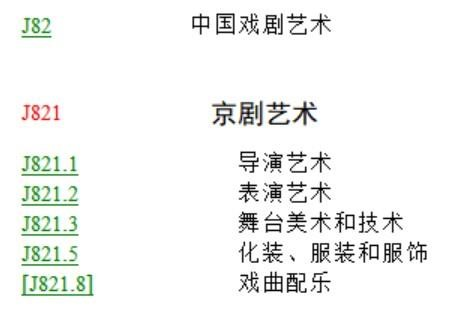 J82 中国戏剧艺术
J821 京剧艺术
J821.1 导演艺术
J821.2 表演艺术
J821.3 舞台美术和技术
J821.5 化装、服装和服饰
[J821.8] 戏曲配乐